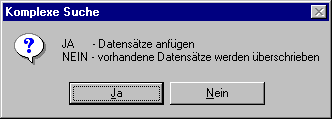 Komplexe Suche
JA - Datensätze anfügen
NEIN - vorhandene Datensätze werden überschrieben
Ja Nein